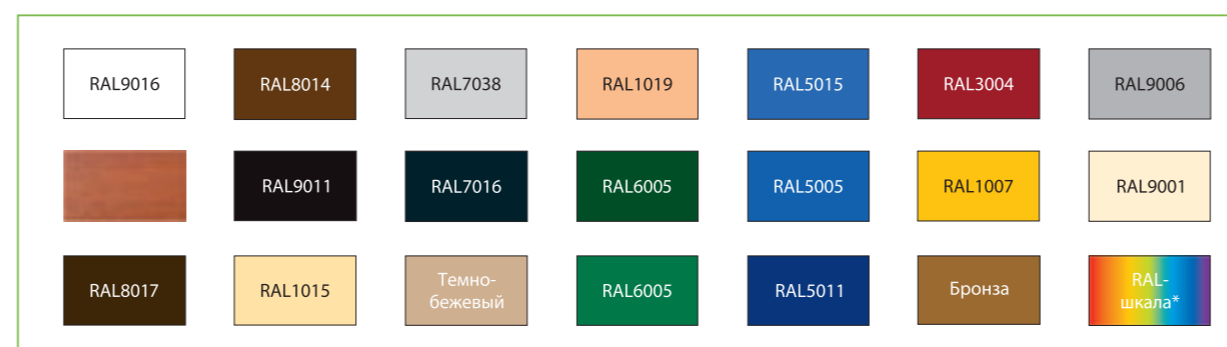 RAL9016
RAL8014
RAL7038
RAL1019
RAL5015
RAL3004
RAL9006
RAL9011
RAL7016
RAL6005
RAL5005
RAL1007
RAL9001
RAL8017
RAL1015
Темно-
бежевый
RAL6005
RAL5011
Бронза
RAL-
шкала*